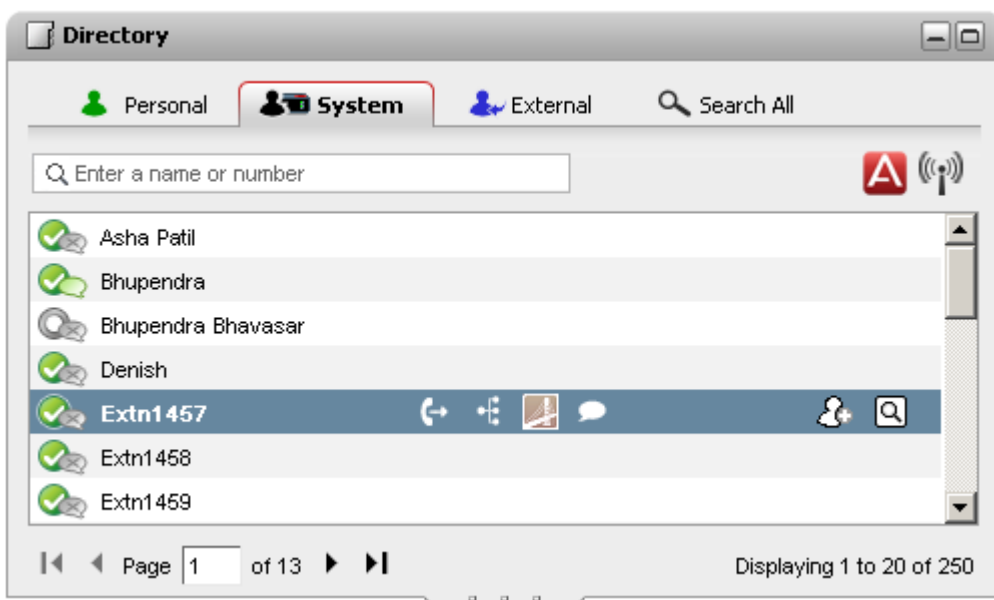 Directory
Personal System External Search All
Enter a name or number
Asha Patil
Bhupendra
Bhupendra Bhavasar
Denish
Extn1457
Extn1458
Extn1459
Page 1 of 13 Displaying 1 to 20 of 250